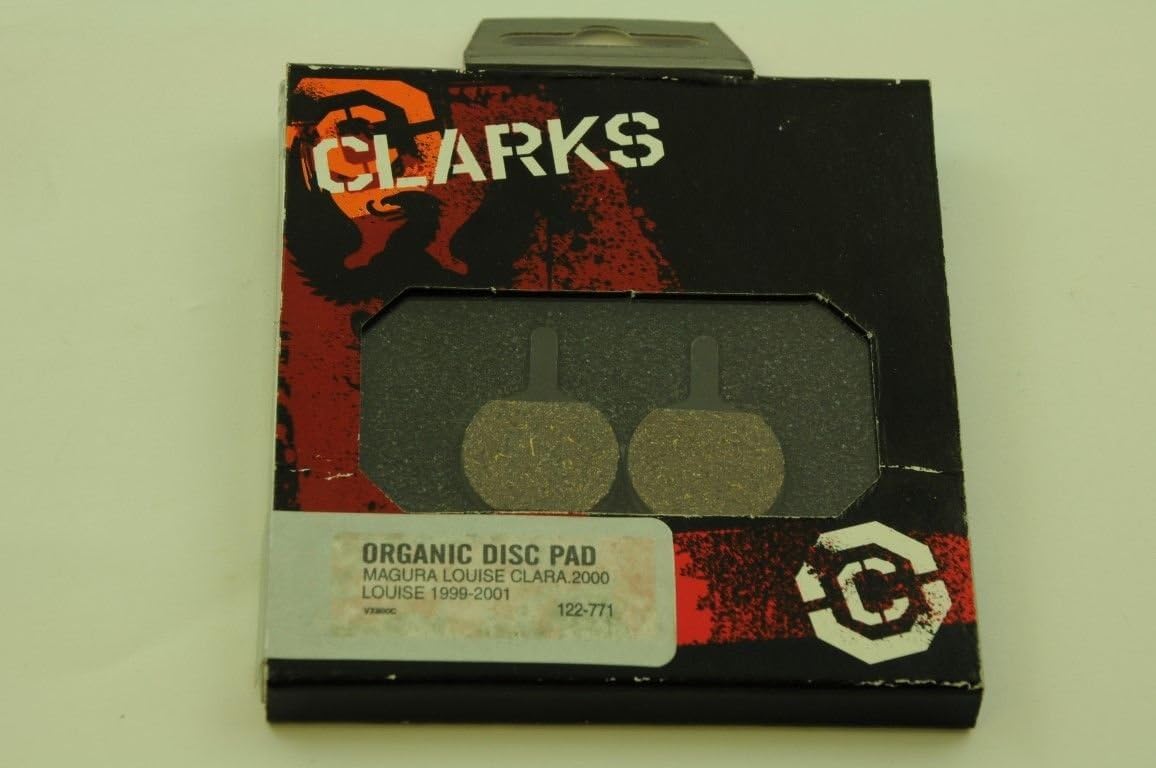 CLARKS
ORGANIC DISC PAD
MAGURA LOUISE CLARA.2000
LOUISE 1999-2001
122-771
C